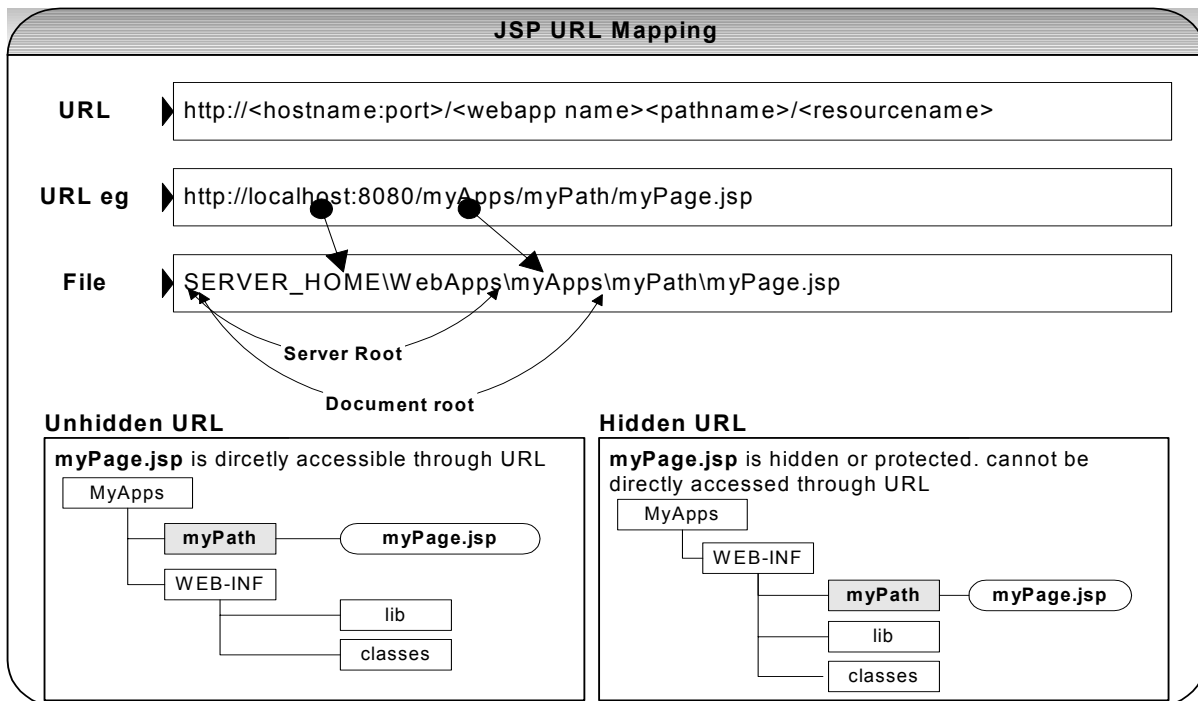 JSP URL Mapping
URL
http://<hostname:port>/<webapp name><pathname>/<resourcename>
URL eg
http://localhost:8080/myApps/myPath/myPage.jsp
File
SERVER_HOME\WebApps\myApps\myPath\myPage.jsp
Server Root
Document root
Unhidden URL
myPage.jsp is dircetly accessible through URL
MyApps
myPath
myPage.jsp
WEB-INF
lib
classes
Hidden URL
myPage.jsp is hidden or protected. cannot be
directly accessed through URL
MyApps
WEB-INF
myPath
myPage.jsp
lib
classes